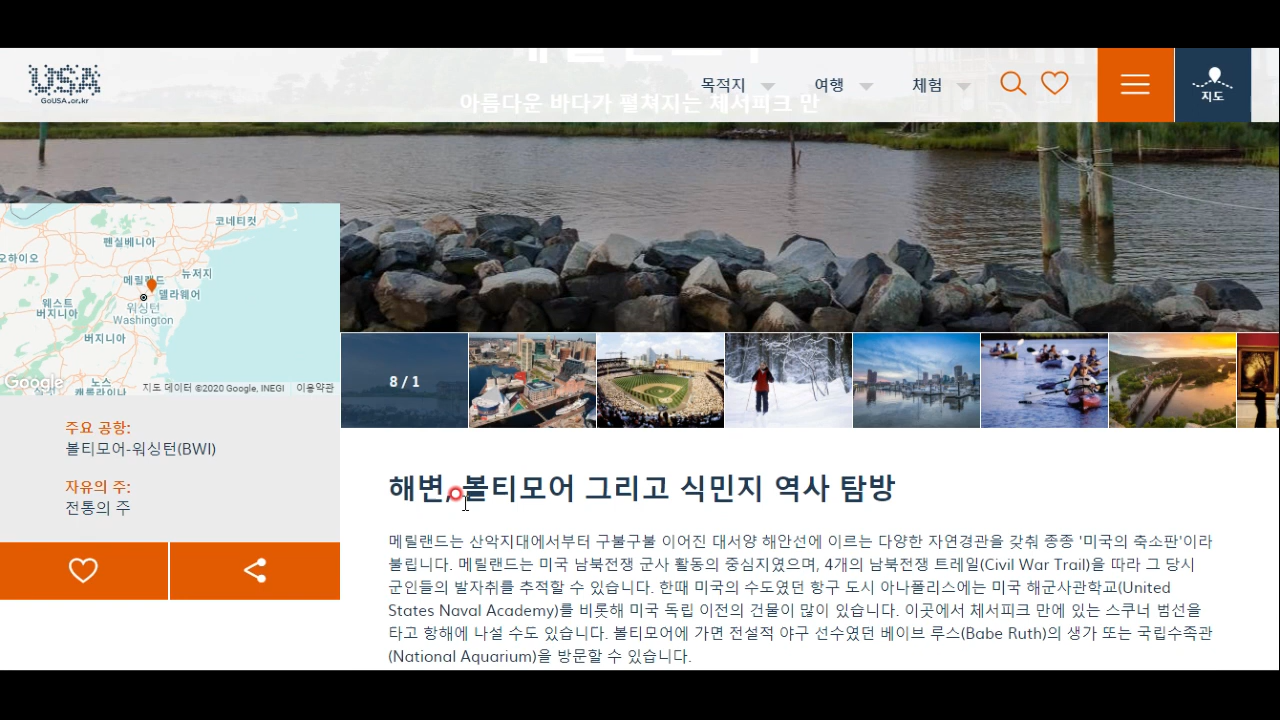 USA
GoUSA.or.kr
목적지
여행
체험
지도
아름다운 바다가 펼쳐지는 체서피크 만
코네티컷
펜실베니아
오하이오
뉴저지
메릴랜드
델라웨어
워싱턴
Washington
웨스트
버지니아
버지니아
노스
캐롤라이나
Google
지도 데이터 ©2020 Google, INEGI 이용약관
8 / 1
주요 공항:
볼티모어-워싱턴(BWI)
자유의 주:
전통의 주
해변, 볼티모어 그리고 식민지 역사 탐방
메릴랜드는 산악지대에서부터 구불구불 이어진 대서양 해안선에 이르는 다양한 자연경관을 갖춰 종종 '미국의 축소판'이라
불립니다. 메릴랜드는 미국 남북전쟁 군사 활동의 중심지였으며, 4개의 남북전쟁 트레일(Civil War Trail)을 따라 그 당시
군인들의 발자취를 추적할 수 있습니다. 한때 미국의 수도였던 항구 도시 아나폴리스에는 미국 해군사관학교(United
States Naval Academy)를 비롯해 미국 독립 이전의 건물이 많이 있습니다. 이곳에서 체서피크 만에 있는 스쿠너 범선을
타고 항해에 나설 수도 있습니다. 볼티모어에 가면 전설적 야구 선수였던 베이브 루스(Babe Ruth)의 생가 또는 국립수족관
(National Aquarium)을 방문할 수 있습니다.